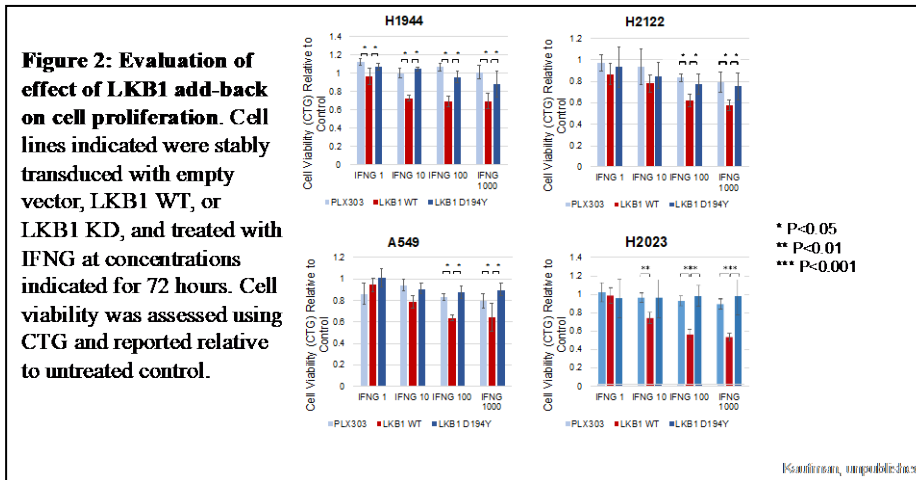 Figure 2: Evaluation of
effect of LKB1 add-back
on cell proliferation. Cell
lines indicated were stably
transduced with empty
vector, LKB1 WT, or
LKB1 KD, and treated with
IFNG at concentrations
indicated for 72 hours. Cell
viability was assessed using
CTG and reported relative
to untreated control.
H1944
Cell Viability (CTG) Relative to
Control
1.4
1.2
1
0.8
0.6
0.4
0.2
0
* *
* *
* *
* *
IFNG 1 IFNG 10 IFNG 100 IFNG
1000
PLX303 LKB1 WT LKB1 D194Y
H2122
Cell Viability (CTG) Relative to
Control
1.2
1
0.8
0.6
0.4
0.2
0
* *
* *
IFNG 1 IFNG 10 IFNG 100 IFNG
1000
PLX303 LKB1 WT LKB1 D194Y
A549
Cell Viability (CTG) Relative to
Control
1.2
1
0.8
0.6
0.4
0.2
0
* *
* *
IFNG 1 IFNG 10 IFNG 100 IFNG
1000
PLX303 LKB1 WT LKB1 D194Y
H2023
Cell Viability (CTG) Relative to
Control
1.2
1
0.8
0.6
0.4
0.2
0
**
***
***
IFNG 1 IFNG 10 IFNG 100 IFNG
1000
PLX303 LKB1 WT LKB1 D194Y
* P<0.05
** P<0.01
*** P<0.001